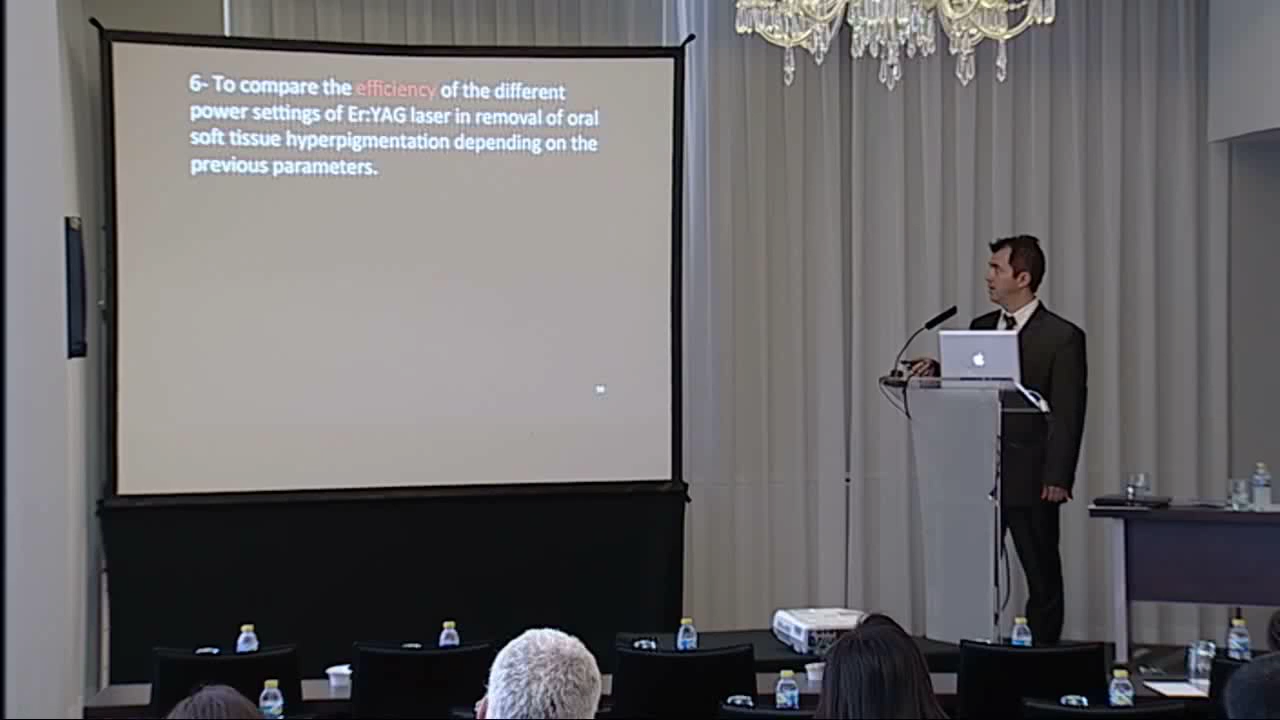 6- To compare the efficiency of the different
power settings of Er:YAG laser in removal of oral
soft tissue hyperpigmentation depending on the
previous parameters.